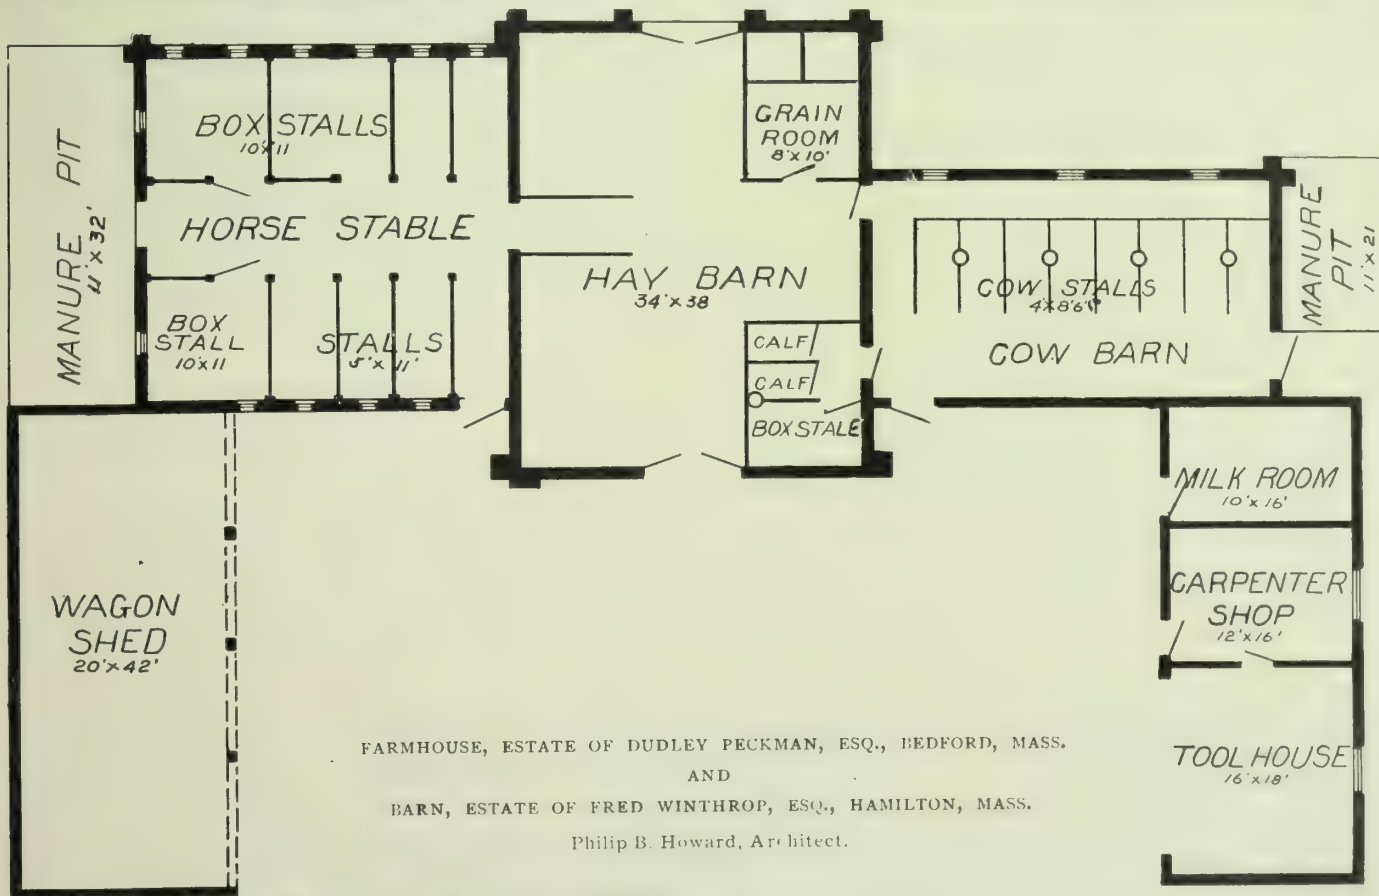 MANURE PIT
11' X 32'
BOX STALLS
10'X11
HORSE STABLE
BOX
STALL
10'X11
STALLS
5' X 11'
GRAIN
ROOM
8'X10'
HAY BARN
34'X38
CALF
CALF
BOX STALE
COW STALLS
4'X8'6"
COW BARN
MANURE
PIT
11'X21
MILK ROOM
10'X16'
CARPENTER
SHOP
12'X16'
TOOL HOUSE
16'X18'
WAGON
SHED
20'X42'
FARMHOUSE, ESTATE OF DUDLEY PECKMAN, ESQ., BEDFORD, MASS.
AND
BARN, ESTATE OF FRED WINTHROP, ESQ., HAMILTON, MASS.
Philip B. Howard, Architect.